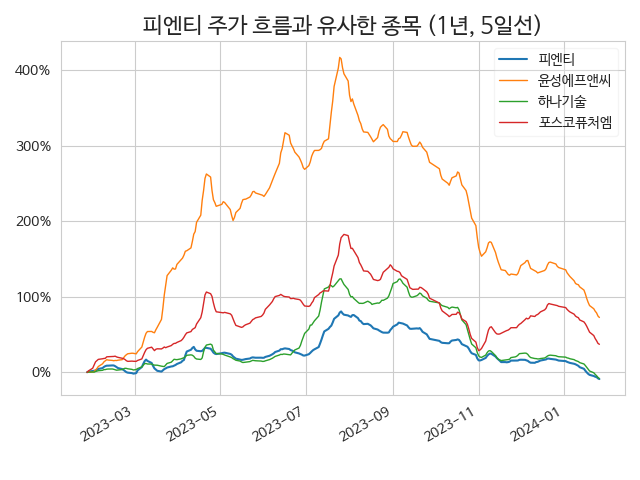 피엔티 주가 흐름과 유사한 종목 (1년, 5일선)
피엔티
윤성에프앤씨
하나기술
포스코퓨처엠
400%
300%
200%
100%
0%
2023-03
2023-05
2023-07
2023-09
2023-11
2024-01